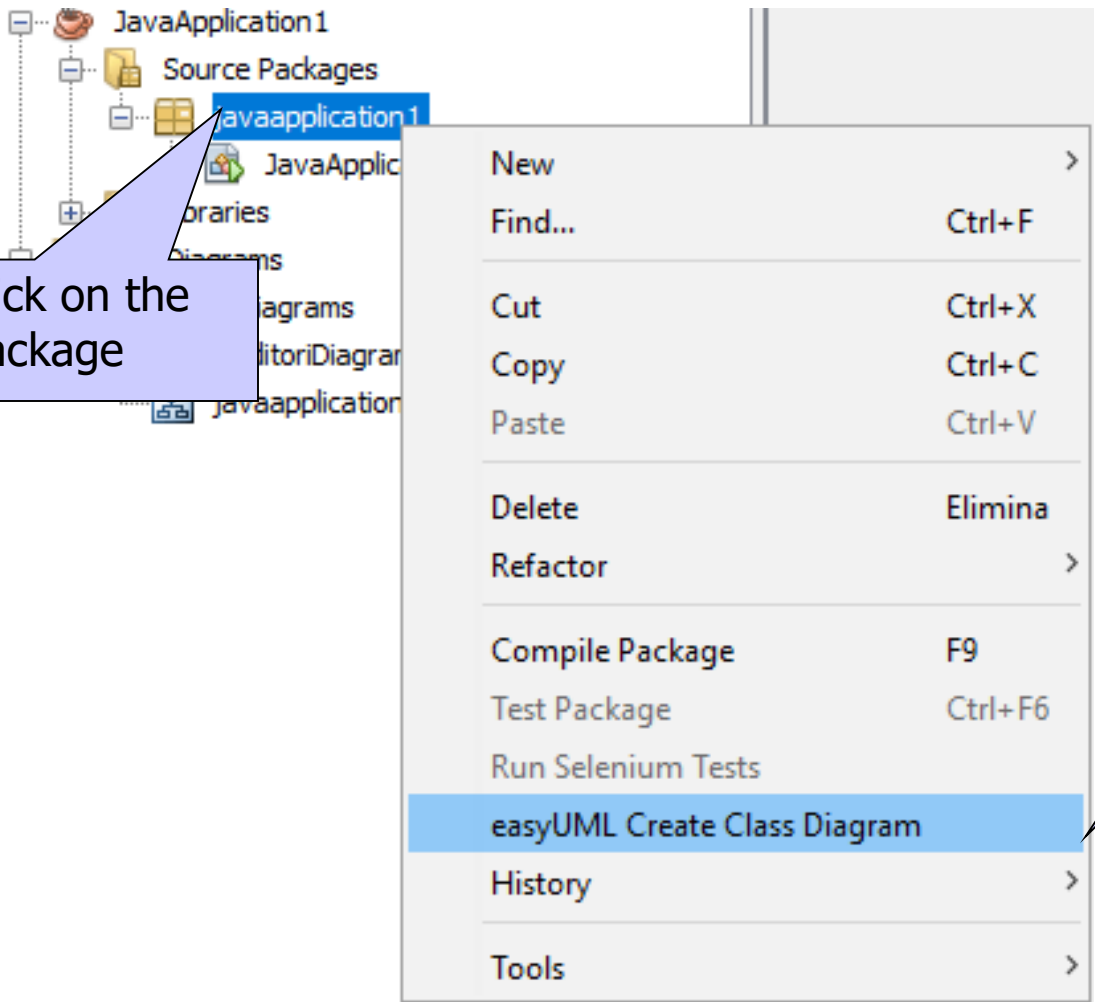 JavaApplication1
Source Packages
javaapplication1
JavaApplic
braries
Diagrams
iagrams
ditoriDiagrar
javaapplication
ck on the
ckage
New >
Find... Ctrl+F
Cut Ctrl+X
Copy Ctrl+C
Paste Ctrl+V
Delete Elimina
Refactor >
Compile Package F9
Test Package Ctrl+F6
Run Selenium Tests
easyUML Create Class Diagram
History >
Tools >